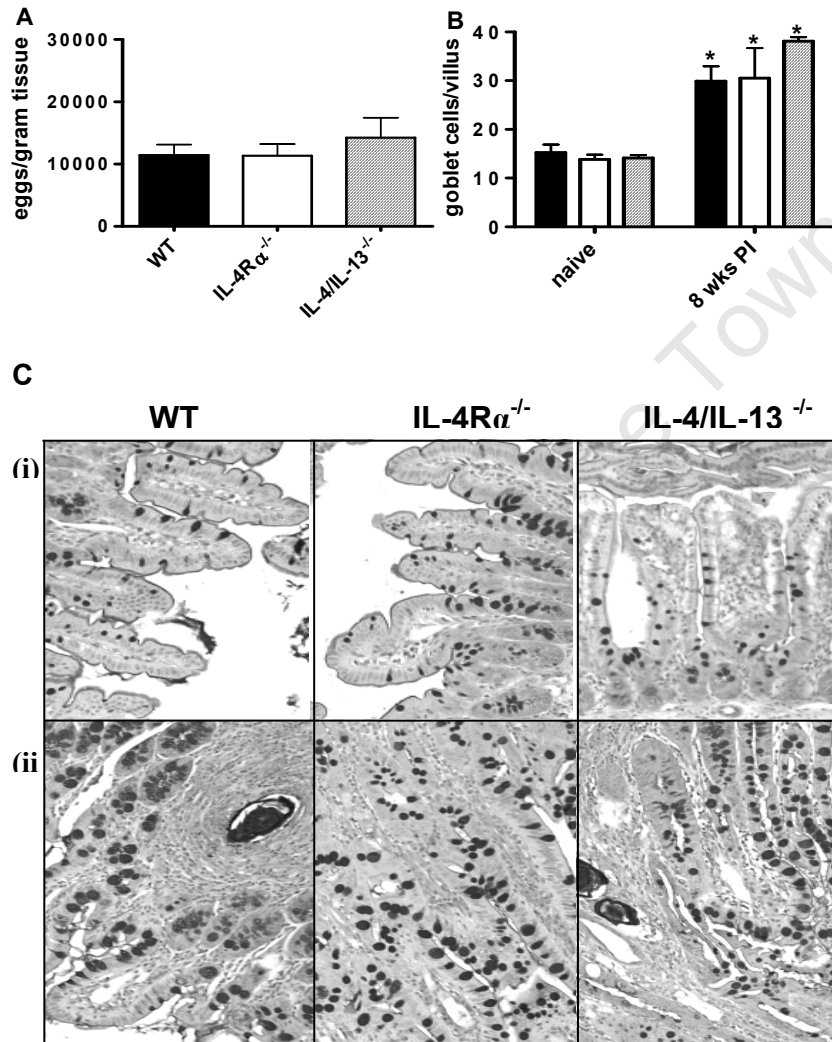 A
eggs/gram tissue
30000
20000
10000
0
WT
IL-4Rα-/-
IL-4/IL-13-/-
B
goblet cells/villus
40
30
20
10
0
* * *
naive
8 wks PI
Town
C
WT IL-4Rα-/- IL-4/IL-13 -/-
(i)
(ii